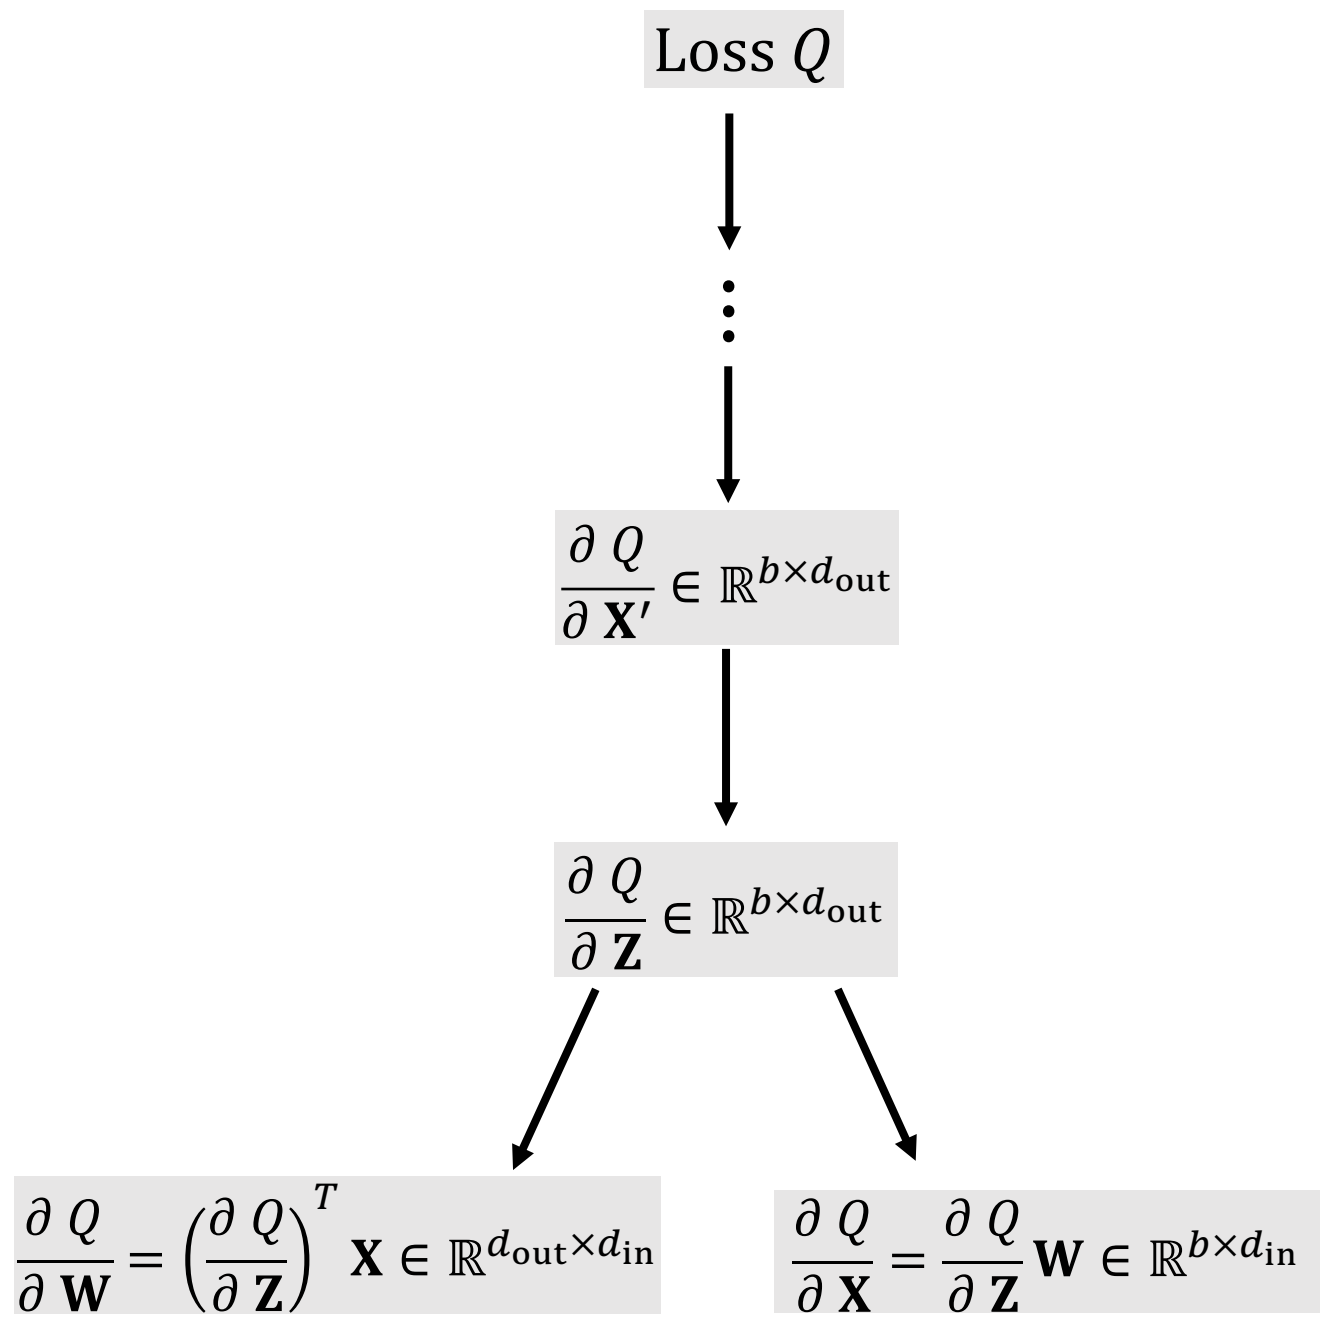 Loss Q
⋮
∂ Q / ∂ X′ ∈ ℝ^{b×d_out}
∂ Q / ∂ Z ∈ ℝ^{b×d_out}
∂ Q / ∂ W = (∂ Q / ∂ Z)^T X ∈ ℝ^{d_out×d_in}
∂ Q / ∂ X = ∂ Q / ∂ Z W ∈ ℝ^{b×d_in}